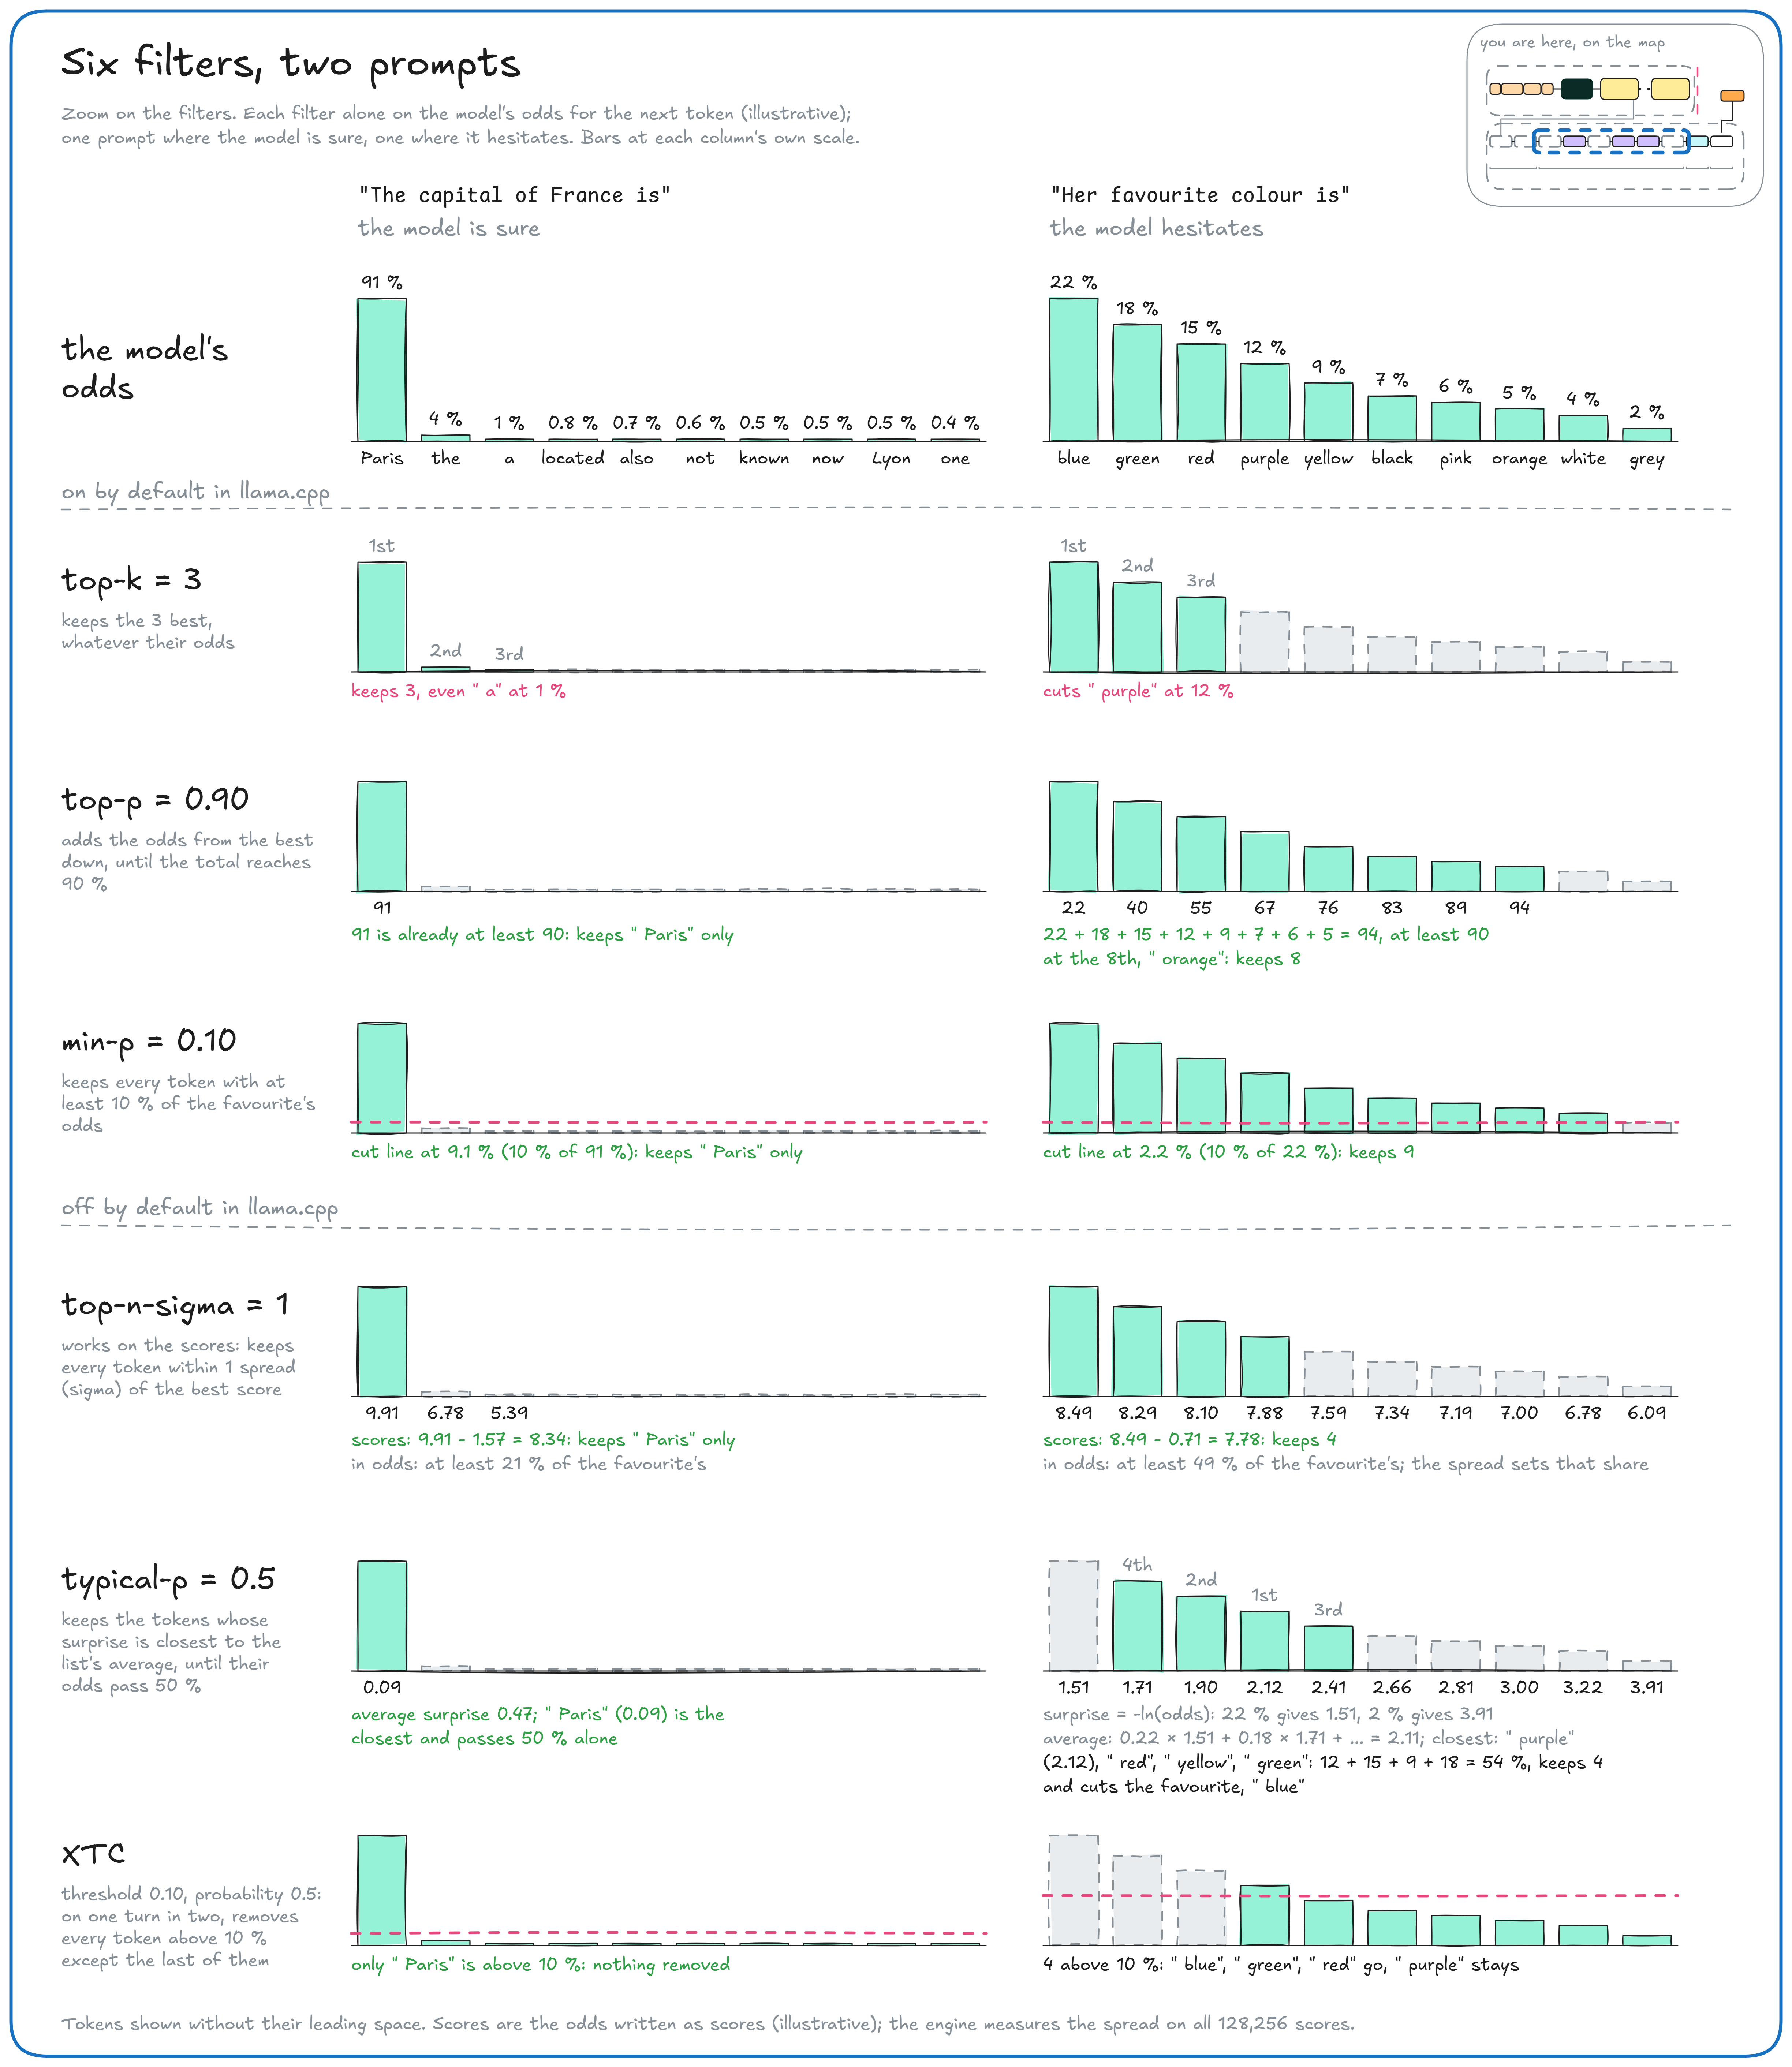 Six filters, two prompts
you are here, on the map
Zoom on the filters. Each filter alone on the model's odds for the next token (illustrative);
one prompt where the model is sure, one where it hesitates. Bars at each column's own scale.
"The capital of France is"
the model is sure
"Her favourite colour is"
the model hesitates
the model's
odds
91 %
4 %
1 %
0.8 %
0.7 %
0.6 %
0.5 %
0.5 %
0.5 %
0.4 %
Paris
the
a
located
also
not
known
now
Lyon
one
22 %
18 %
15 %
12 %
9 %
7 %
6 %
5 %
4 %
2 %
blue
green
red
purple
yellow
black
pink
orange
white
grey
on by default in llama.cpp
top-k = 3
keeps the 3 best,
whatever their odds
1st
2nd
3rd
keeps 3, even " a" at 1 %
1st
2nd
3rd
cuts " purple" at 12 %
top-p = 0.90
adds the odds from the best
down, until the total reaches
90 %
91
91 is already at least 90: keeps " Paris" only
22
40
55
67
76
83
89
94
22 + 18 + 15 + 12 + 9 + 7 + 6 + 5 = 94, at least 90
at the 8th, " orange": keeps 8
min-p = 0.10
keeps every token with at
least 10 % of the favourite's
odds
cut line at 9.1 % (10 % of 91 %): keeps " Paris" only
cut line at 2.2 % (10 % of 22 %): keeps 9
off by default in llama.cpp
top-n-sigma = 1
works on the scores: keeps
every token within 1 spread
(sigma) of the best score
9.91
6.78
5.39
scores: 9.91 - 1.57 = 8.34: keeps " Paris" only
in odds: at least 21 % of the favourite's
8.49
8.29
8.10
7.88
7.59
7.34
7.19
7.00
6.78
6.09
scores: 8.49 - 0.71 = 7.78: keeps 4
in odds: at least 49 % of the favourite's; the spread sets that share
typical-p = 0.5
keeps the tokens whose
surprise is closest to the
list's average, until their
odds pass 50 %
0.09
average surprise 0.47; " Paris" (0.09) is the
closest and passes 50 % alone
4th
2nd
1st
3rd
1.51
1.71
1.90
2.12
2.41
2.66
2.81
3.00
3.22
3.91
surprise = -ln(odds): 22 % gives 1.51, 2 % gives 3.91
average: 0.22 × 1.51 + 0.18 × 1.71 + ... = 2.11; closest: " purple"
(2.12), " red", " yellow", " green": 12 + 15 + 9 + 18 = 54 %, keeps 4
and cuts the favourite, " blue"
XTC
threshold 0.10, probability 0.5:
on one turn in two, removes
every token above 10 %
except the last of them
only " Paris" is above 10 %: nothing removed
4 above 10 %: " blue", " green", " red" go, " purple" stays
Tokens shown without their leading space. Scores are the odds written as scores (illustrative); the engine measures the spread on all 128,256 scores.